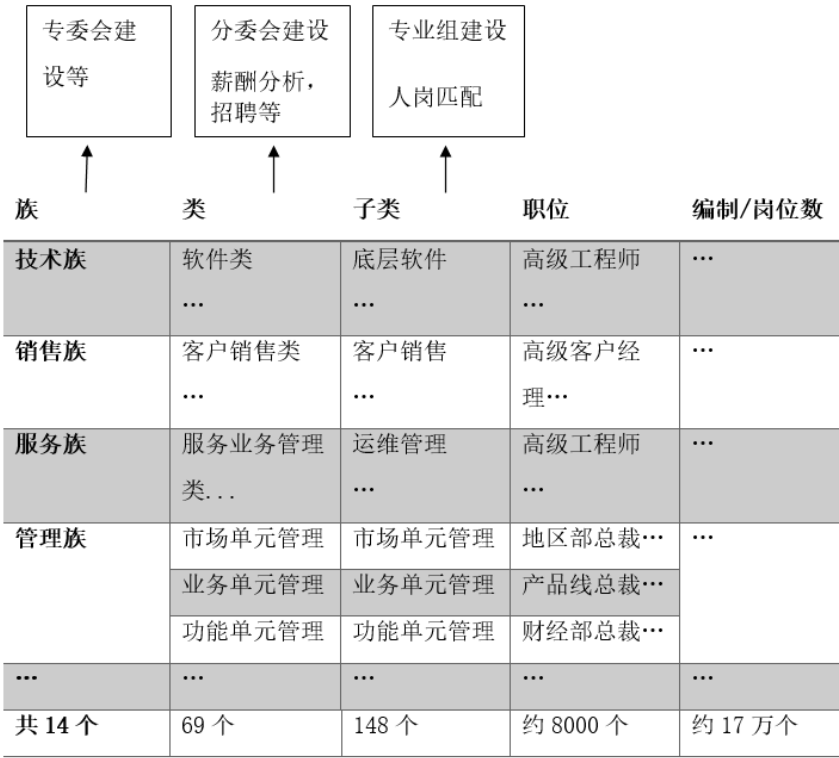 专委会建
设等
分委会建设
薪酬分析，
招聘等
专业组建设
人岗匹配
族 类 子类 职位 编制/岗位数
技术族 软件类 底层软件 高级工程师 …
… … …
销售族 客户销售类 客户销售 高级客户经 …
… … 理…
服务族 服务业务管理 运维管理 高级工程师 …
类... … …
管理族 市场单元管理 市场单元管理 地区部总裁… …
业务单元管理 业务单元管理 产品线总裁…
功能单元管理 功能单元管理 财经部总裁…
… … … … …
共 14 个 69 个 148 个 约 8000 个 约 17 万个